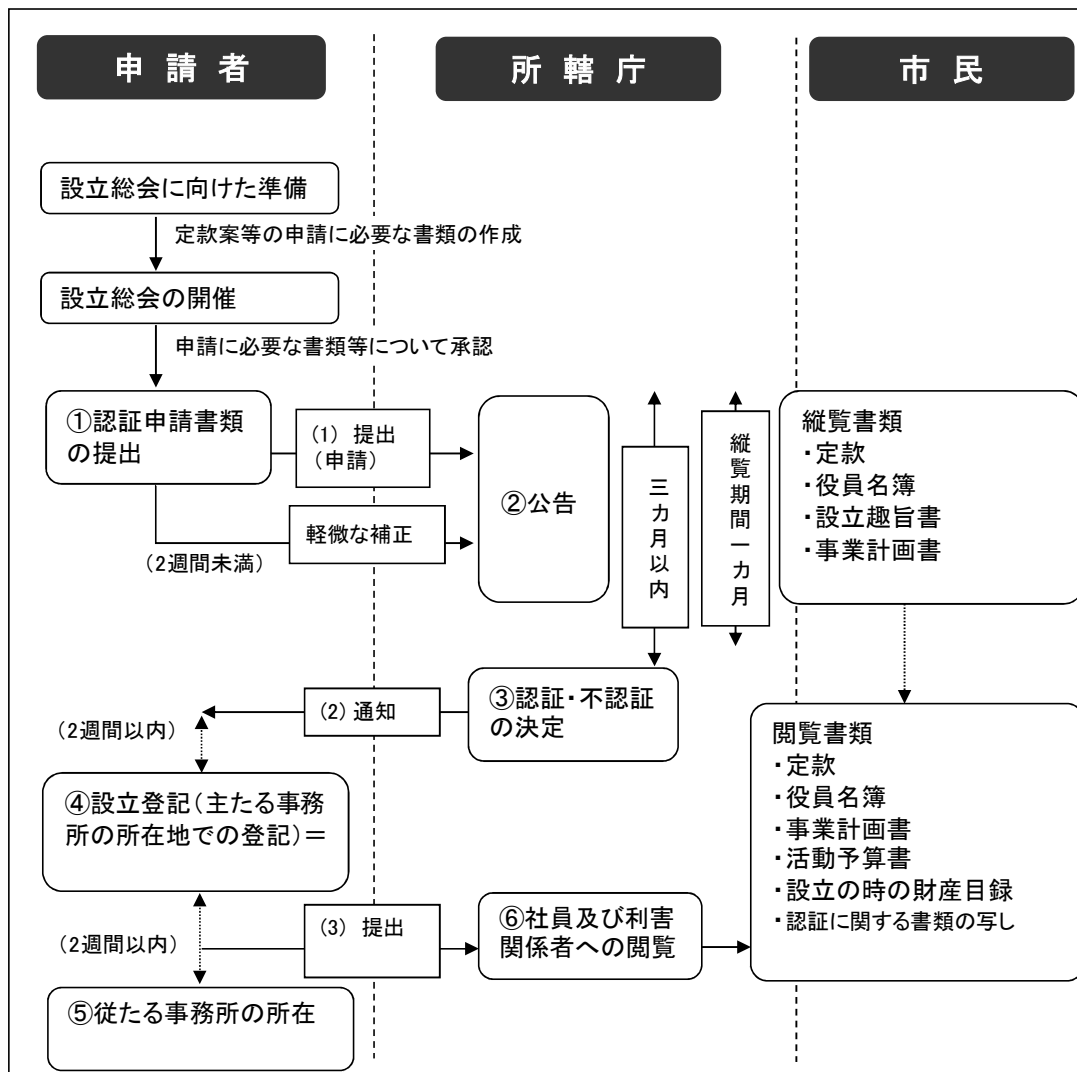 申請者
所轄庁
市民
設立総会に向けた準備
定款案等の申請に必要な書類の作成
設立総会の開催
申請に必要な書類等について承認
①認証申請書類
の提出
(1) 提出
(申請)
軽微な補正
(2週間未満)
②公告
三カ月以内
縦覧期間一カ月
縦覧書類
・定款
・役員名簿
・設立趣旨書
・事業計画書
③認証・不認証
の決定
(2)通知
(2週間以内)
④設立登記(主たる事務
所の所在地での登記)=
(2週間以内)
(3) 提出
⑤従たる事務所の所在
⑥社員及び利害
関係者への閲覧
閲覧書類
・定款
・役員名簿
・事業計画書
・活動予算書
・設立の時の財産目録
・認証に関する書類の写し